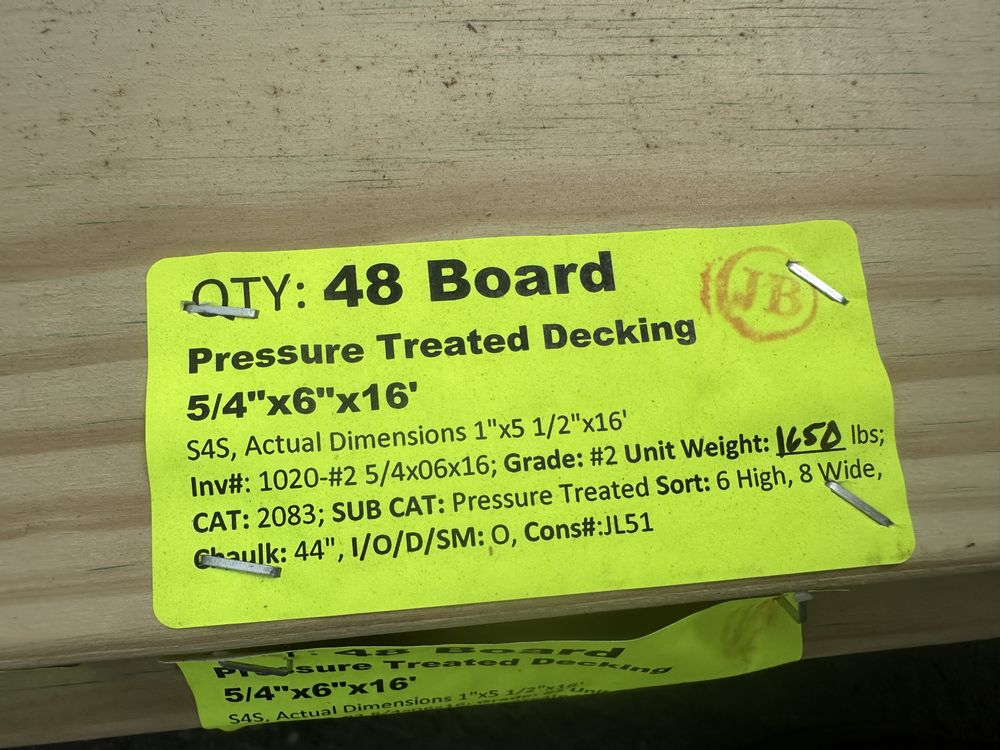 QTY: 48 Board
JB
Pressure Treated Decking
5/4"x6"x16'
S4S, Actual Dimensions 1"x5 1/2"x16'
Inv#: 1020-#2 5/4x06x16; Grade: #2 Unit Weight: 1650 lbs;
CAT: 2083; SUB CAT: Pressure Treated Sort: 6 High, 8 Wide,
Chaulk: 44", I/O/D/SM: O, Cons#:JL51
48 Board
Pressure Treated Decking
5/4"x6"x16'
S4S, Actual Dimensions 1"x5 1/2"x16'